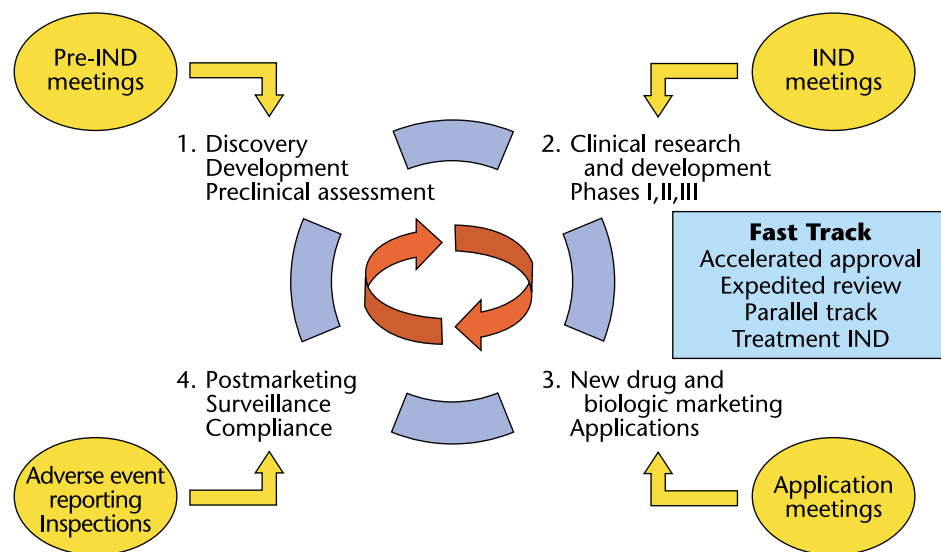 Pre-IND
meetings
IND
meetings
1. Discovery
Development
Preclinical assessment
2. Clinical research
and development
Phases I,II,III
Fast Track
Accelerated approval
Expedited review
Parallel track
Treatment IND
4. Postmarketing
Surveillance
Compliance
3. New drug and
biologic marketing
Applications
Adverse event
reporting
Inspections
Application
meetings